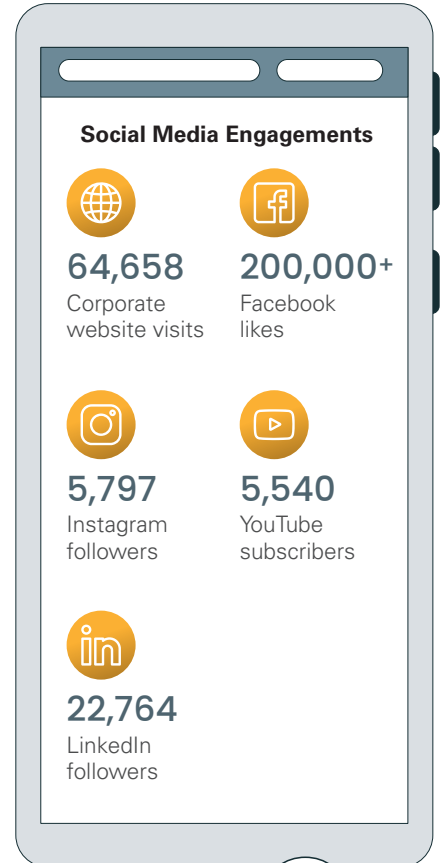 Social Media Engagements
64,658
Corporate
website visits
200,000+
Facebook
likes
5,797
Instagram
followers
5,540
YouTube
subscribers
in
22,764
LinkedIn
followers